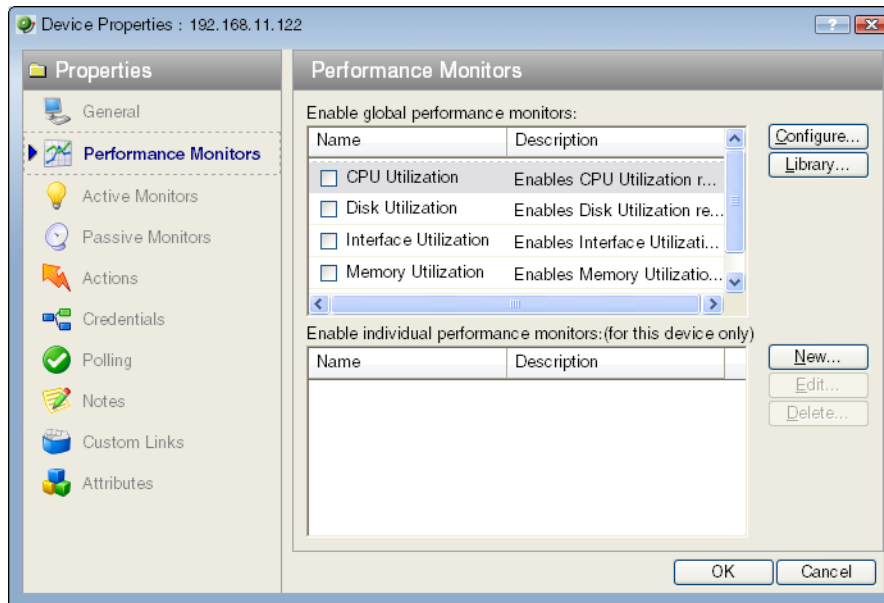 Device Properties : 192.168.11.122
Properties
General
Performance Monitors
Active Monitors
Passive Monitors
Actions
Credentials
Polling
Notes
Custom Links
Attributes
Performance Monitors
Enable global performance monitors:
Name Description
CPU Utilization Enables CPU Utilization r...
Disk Utilization Enables Disk Utilization re...
Interface Utilization Enables Interface Utilizati...
Memory Utilization Enables Memory Utilizatio...
Configure...
Library...
Enable individual performance monitors:(for this device only)
Name Description
New...
Edit...
Delete...
OK Cancel